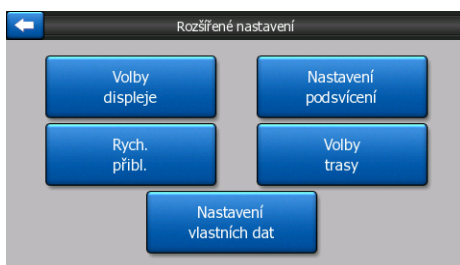 Rozšířené nastavení
Volby
displeje
Nastavení
podsvícení
Rych.
přibl.
Volby
trasy
Nastavení
vlastních dat